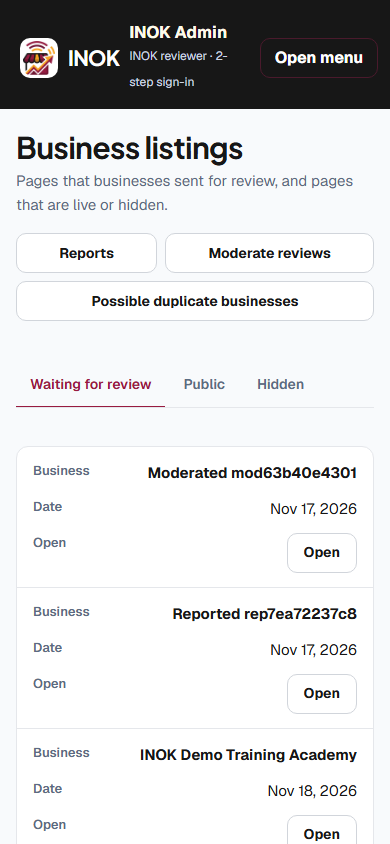 INOK
INOK Admin
INOK reviewer · 2-
step sign-in
Open menu
Business listings
Pages that businesses sent for review, and pages
that are live or hidden.
Reports
Moderate reviews
Possible duplicate businesses
Waiting for review
Public
Hidden
Business
Moderated mod63b40e4301
Date
Nov 17, 2026
Open
Open
Business
Reported rep7ea72237c8
Date
Nov 17, 2026
Open
Open
Business
INOK Demo Training Academy
Date
Nov 18, 2026
Open
Open